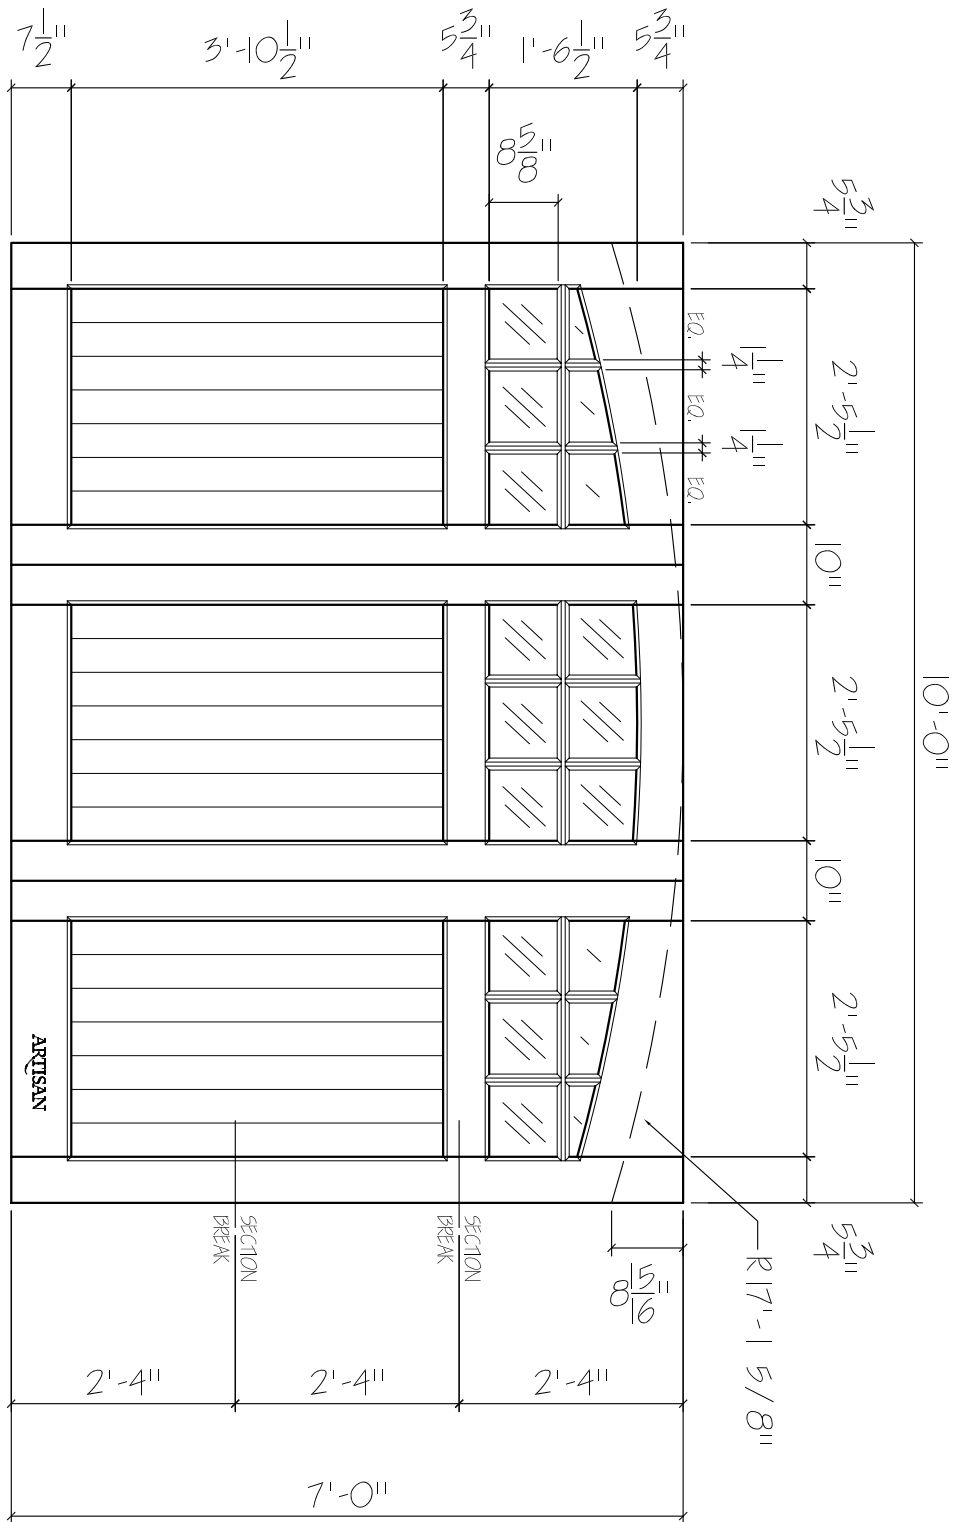 7 1/2"
3'-10 1/2"
5 3/4"
1'-6 1/2"
5 3/4"
8 5/8"
5 3/4"
2'-5 1/2"
10"
2'-5 1/2"
10"
2'-5 1/2"
5 3/4"
10'-0"
EQ.
1 1/4"
EQ.
1 1/4"
EQ.
R 17'-1 5/8"
8 15/16"
SECTION
BREAK
SECTION
BREAK
2'-4"
2'-4"
2'-4"
7'-0"
ARTISAN